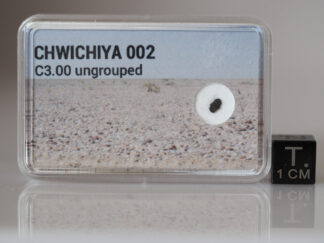 CHWICHIYA 002
C3.00 ungrouped
T.
1 CM